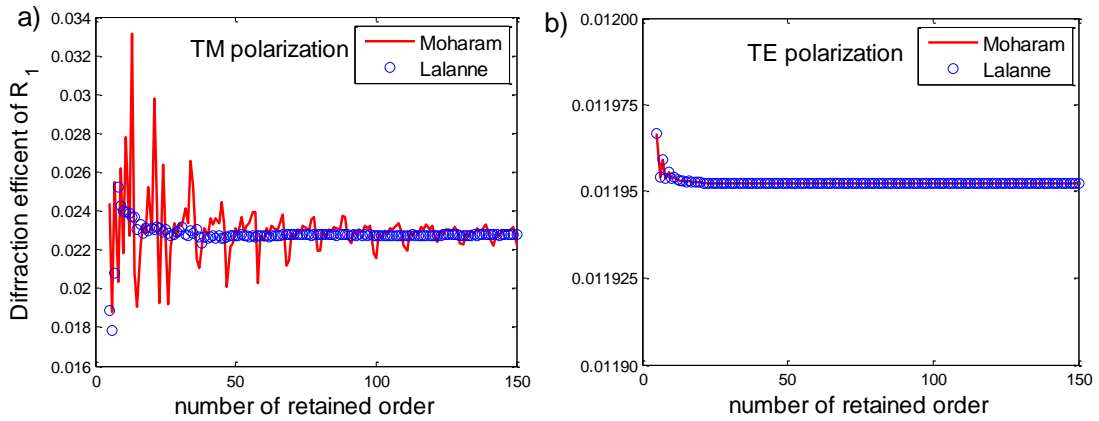 a)
TM polarization
Moharam
Lalanne
Difrraction efficent of R_1
0.034
0.032
0.03
0.028
0.026
0.024
0.022
0.02
0.018
0.016
0
50
100
150
number of retained order
b)
TE polarization
Moharam
Lalanne
0.01200
0.011975
0.01195
0.011925
0.01190
0
50
100
150
number of retained order